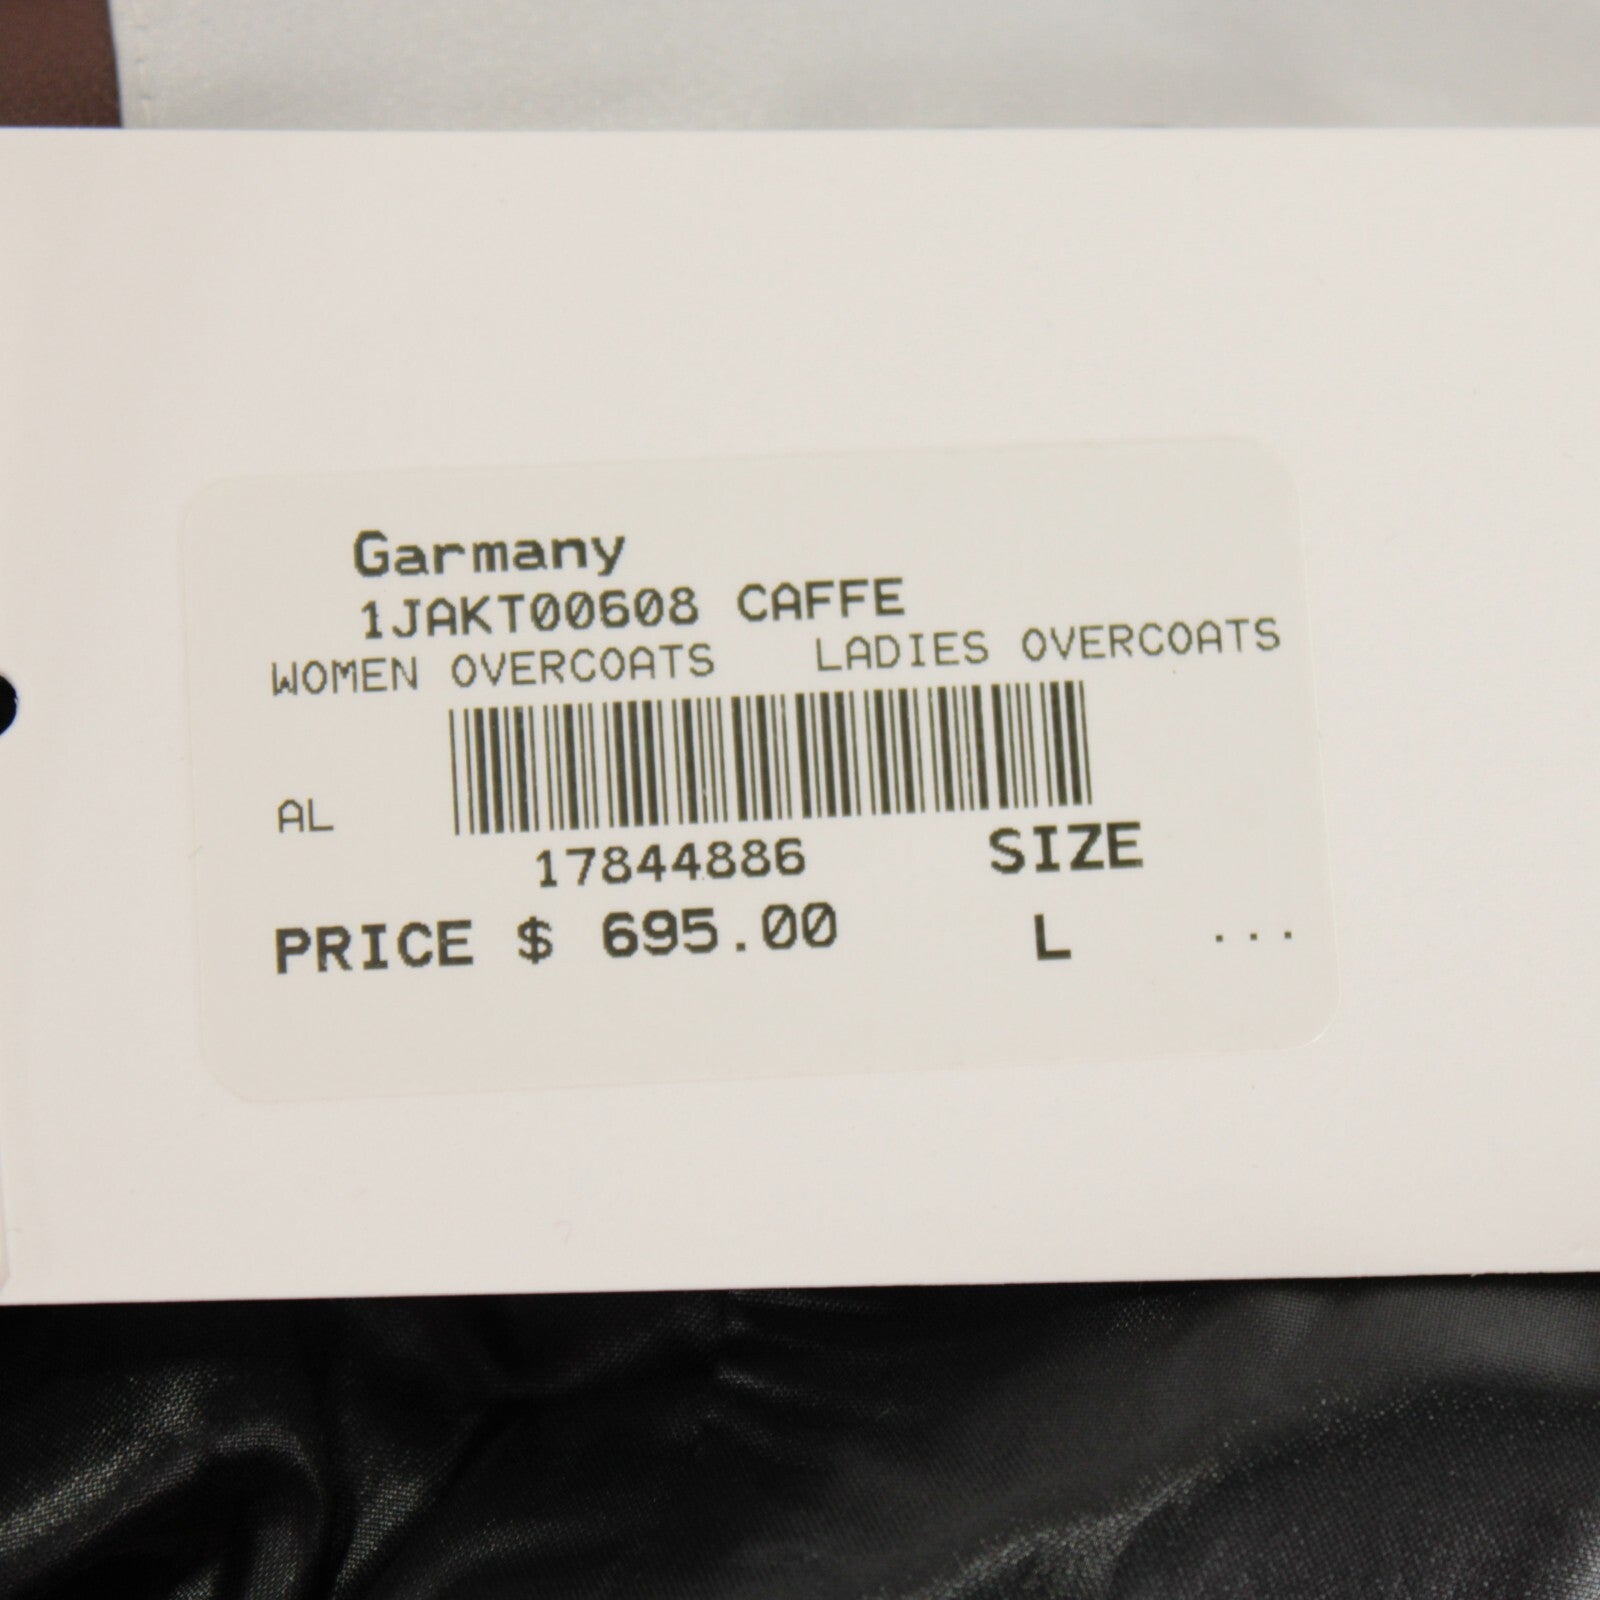 Garmany
1JAKT00608 CAFFE
WOMEN OVERCOATS LADIES OVERCOATS
AL
17844886 SIZE
PRICE $ 695.00 L ...